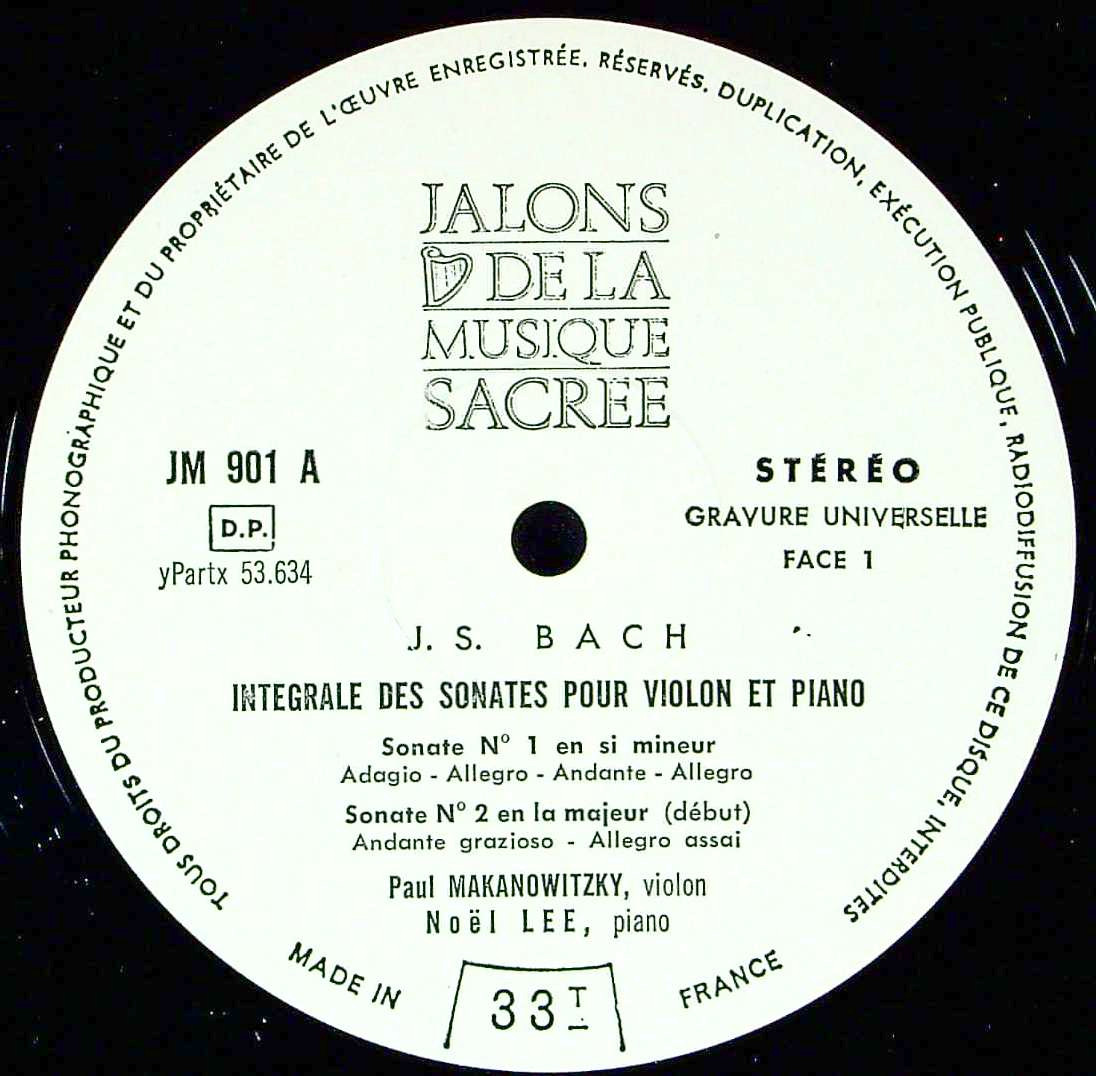 TOUS DROITS DU PRODUCTEUR PHONOGRAPHIQUE ET DU PROPRIÉTAIRE DE L'ŒUVRE ENREGISTRÉE. RÉSERVÉS. DUPLICATION, EXÉCUTION PUBLIQUE, RADIODIFFUSION DE CE DISQUE, INTERDITES
JALONS
DE LA
MUSIQUE
SACREE
JM 901 A
D.P.
yPartx 53.634
STÉRÉO
GRAVURE UNIVERSELLE
FACE 1
J. S. BACH
INTEGRALE DES SONATES POUR VIOLON ET PIANO
Sonate N° 1 en si mineur
Adagio - Allegro - Andante - Allegro
Sonate N° 2 en la majeur (début)
Andante grazioso - Allegro assai
Paul MAKANOWITZKY, violon
Noël LEE, piano
MADE IN FRANCE
33 T